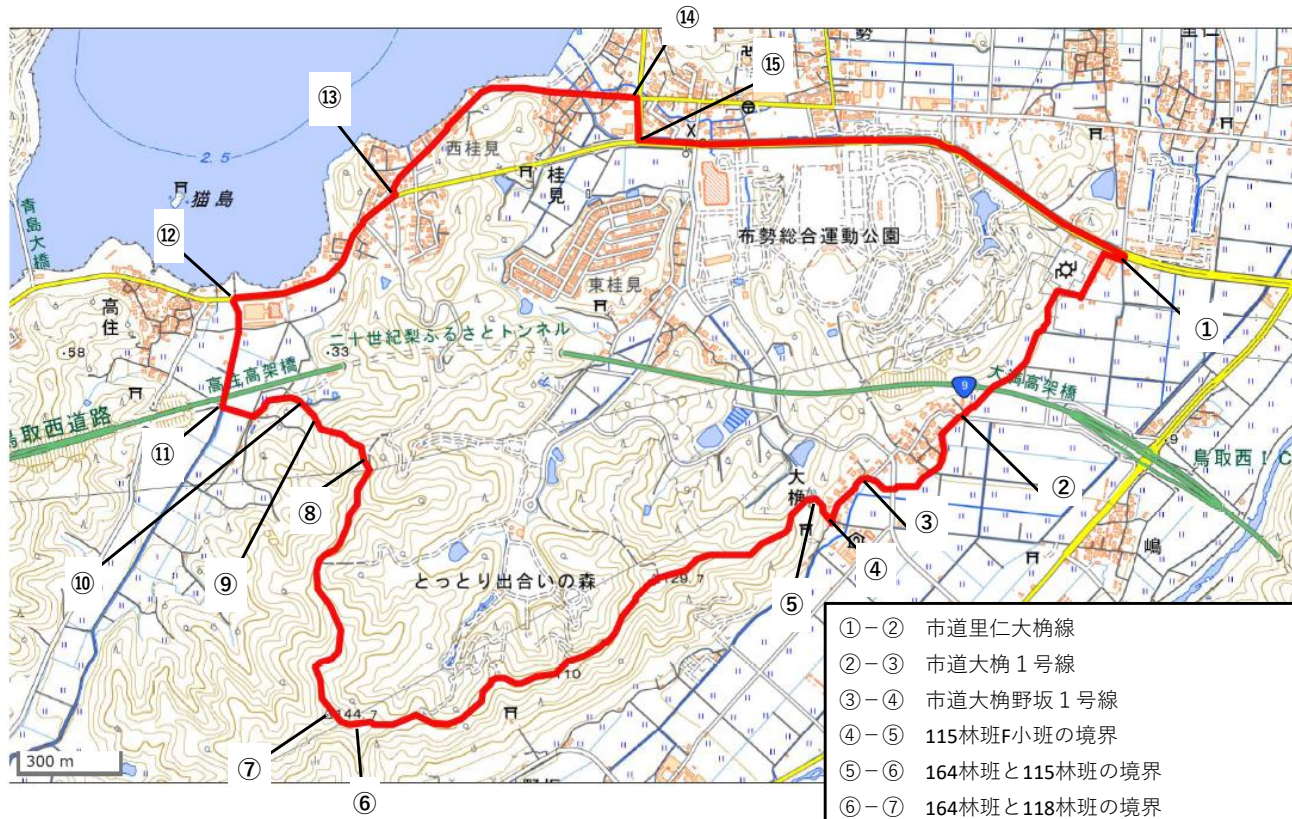 ⑭
勢
里仁
⑮
⑬
西桂見
桂見
2.5
猫島
青島大橋
布勢総合運動公園
⑫
東桂見
高住
①
二十世紀梨ふるさとトンネル
58
33
高住高架橋
9
大桷高架橋
鳥取西道路
⑪
9
鳥取西IC
⑧
大桷
②
③
⑩
⑨
とっとり出合いの森
129.7
嶋
④
⑤
110
144.7
300 m
⑦
⑥
野坂
①-② 市道里仁大桷線
②-③ 市道大桷1号線
③-④ 市道大桷野坂1号線
④-⑤ 115林班F小班の境界
⑤-⑥ 164林班と115林班の境界
⑥-⑦ 164林班と118林班の境界